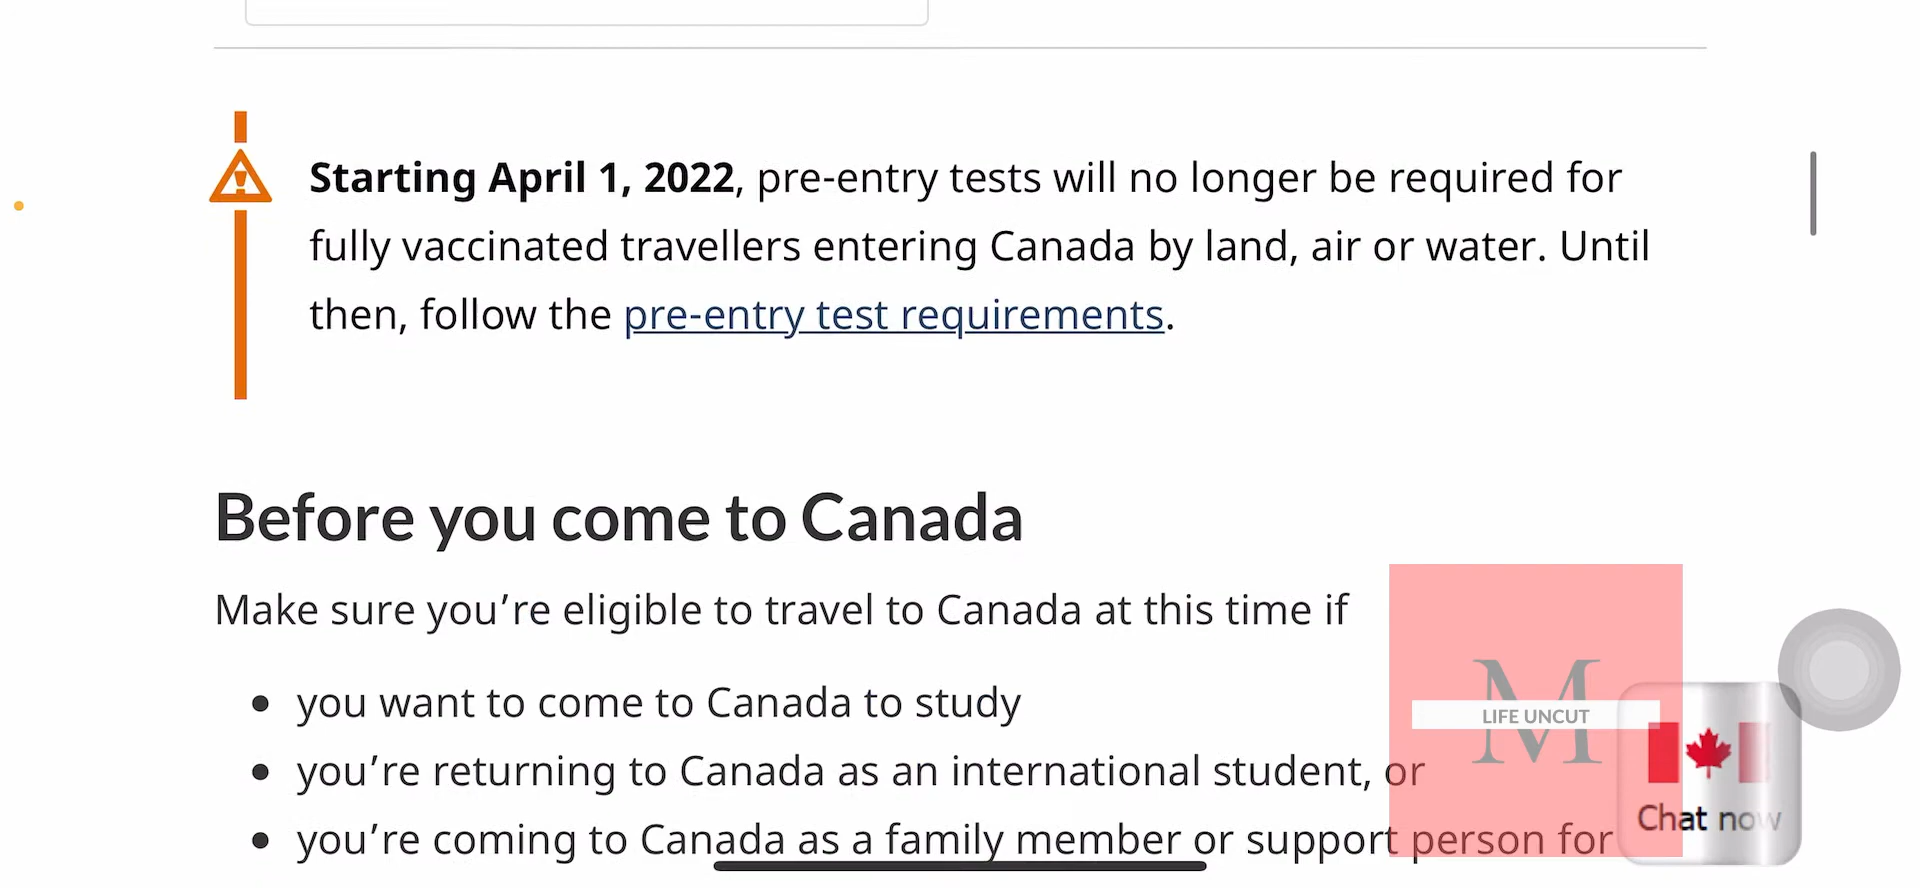 Starting April 1, 2022, pre-entry tests will no longer be required for
fully vaccinated travellers entering Canada by land, air or water. Until
then, follow the pre-entry test requirements.
Before you come to Canada
Make sure you’re eligible to travel to Canada at this time if
you want to come to Canada to study
you’re returning to Canada as an international student, or
you’re coming to Canada as a family member or support person for
M
LIFE UNCUT
Chat now